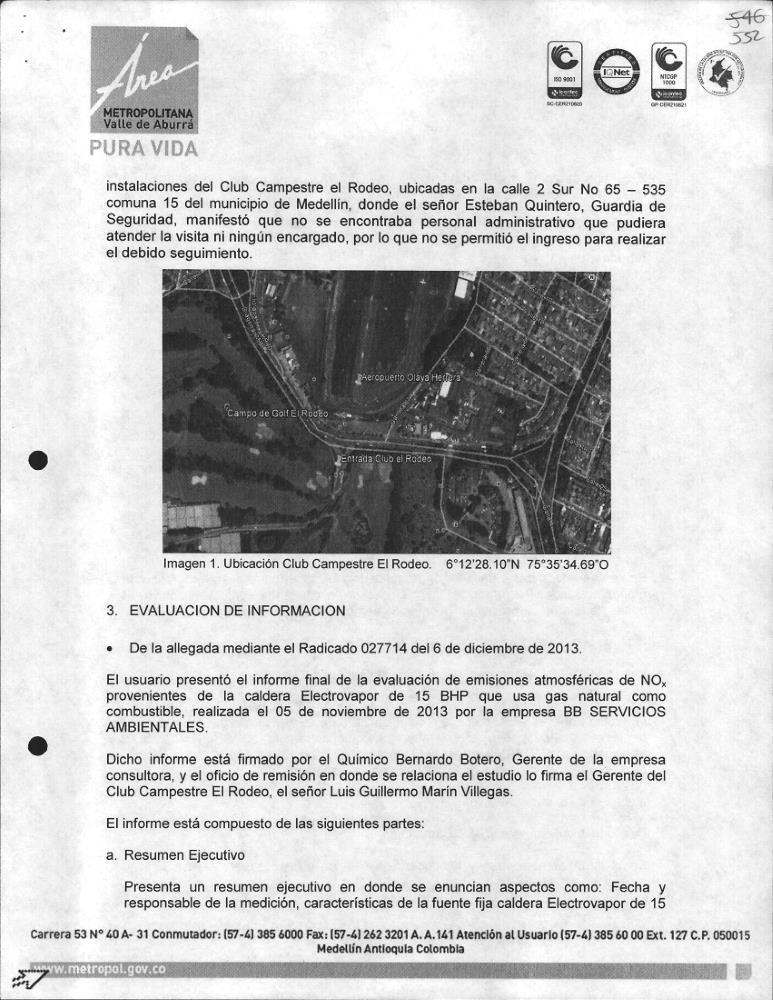 546
552
Área
METROPOLITANA
Valle de Aburrá
PURA VIDA
ISO 9001
icontec
SC-CER210820
IQNet
NTCGP
1000
icontec
GP-CER210821
instalaciones del Club Campestre el Rodeo, ubicadas en la calle 2 Sur No 65 – 535
comuna 15 del municipio de Medellín, donde el señor Esteban Quintero, Guardia de
Seguridad, manifestó que no se encontraba personal administrativo que pudiera
atender la visita ni ningún encargado, por lo que no se permitió el ingreso para realizar
el debido seguimiento.
Aeropuerto Olaya Herrera
Campo de Golf El Rodeo
Entrada Club el Rodeo
Imagen 1. Ubicación Club Campestre El Rodeo. 6°12'28.10"N 75°35'34.69"O
3. EVALUACION DE INFORMACION
• De la allegada mediante el Radicado 027714 del 6 de diciembre de 2013.
El usuario presentó el informe final de la evaluación de emisiones atmosféricas de NOx
provenientes de la caldera Electrovapor de 15 BHP que usa gas natural como
combustible, realizada el 05 de noviembre de 2013 por la empresa BB SERVICIOS
AMBIENTALES.
Dicho informe está firmado por el Químico Bernardo Botero, Gerente de la empresa
consultora, y el oficio de remisión en donde se relaciona el estudio lo firma el Gerente del
Club Campestre El Rodeo, el señor Luis Guillermo Marín Villegas.
El informe está compuesto de las siguientes partes:
a. Resumen Ejecutivo
Presenta un resumen ejecutivo en donde se enuncian aspectos como: Fecha y
responsable de la medición, características de la fuente fija caldera Electrovapor de 15
Carrera 53 N° 40 A- 31 Conmutador: (57-4) 385 6000 Fax: (57-4) 262 3201 A. A. 141 Atención al Usuario (57-4) 385 60 00 Ext. 127 C.P. 050015
Medellín Antioquia Colombia
www.metropol.gov.co